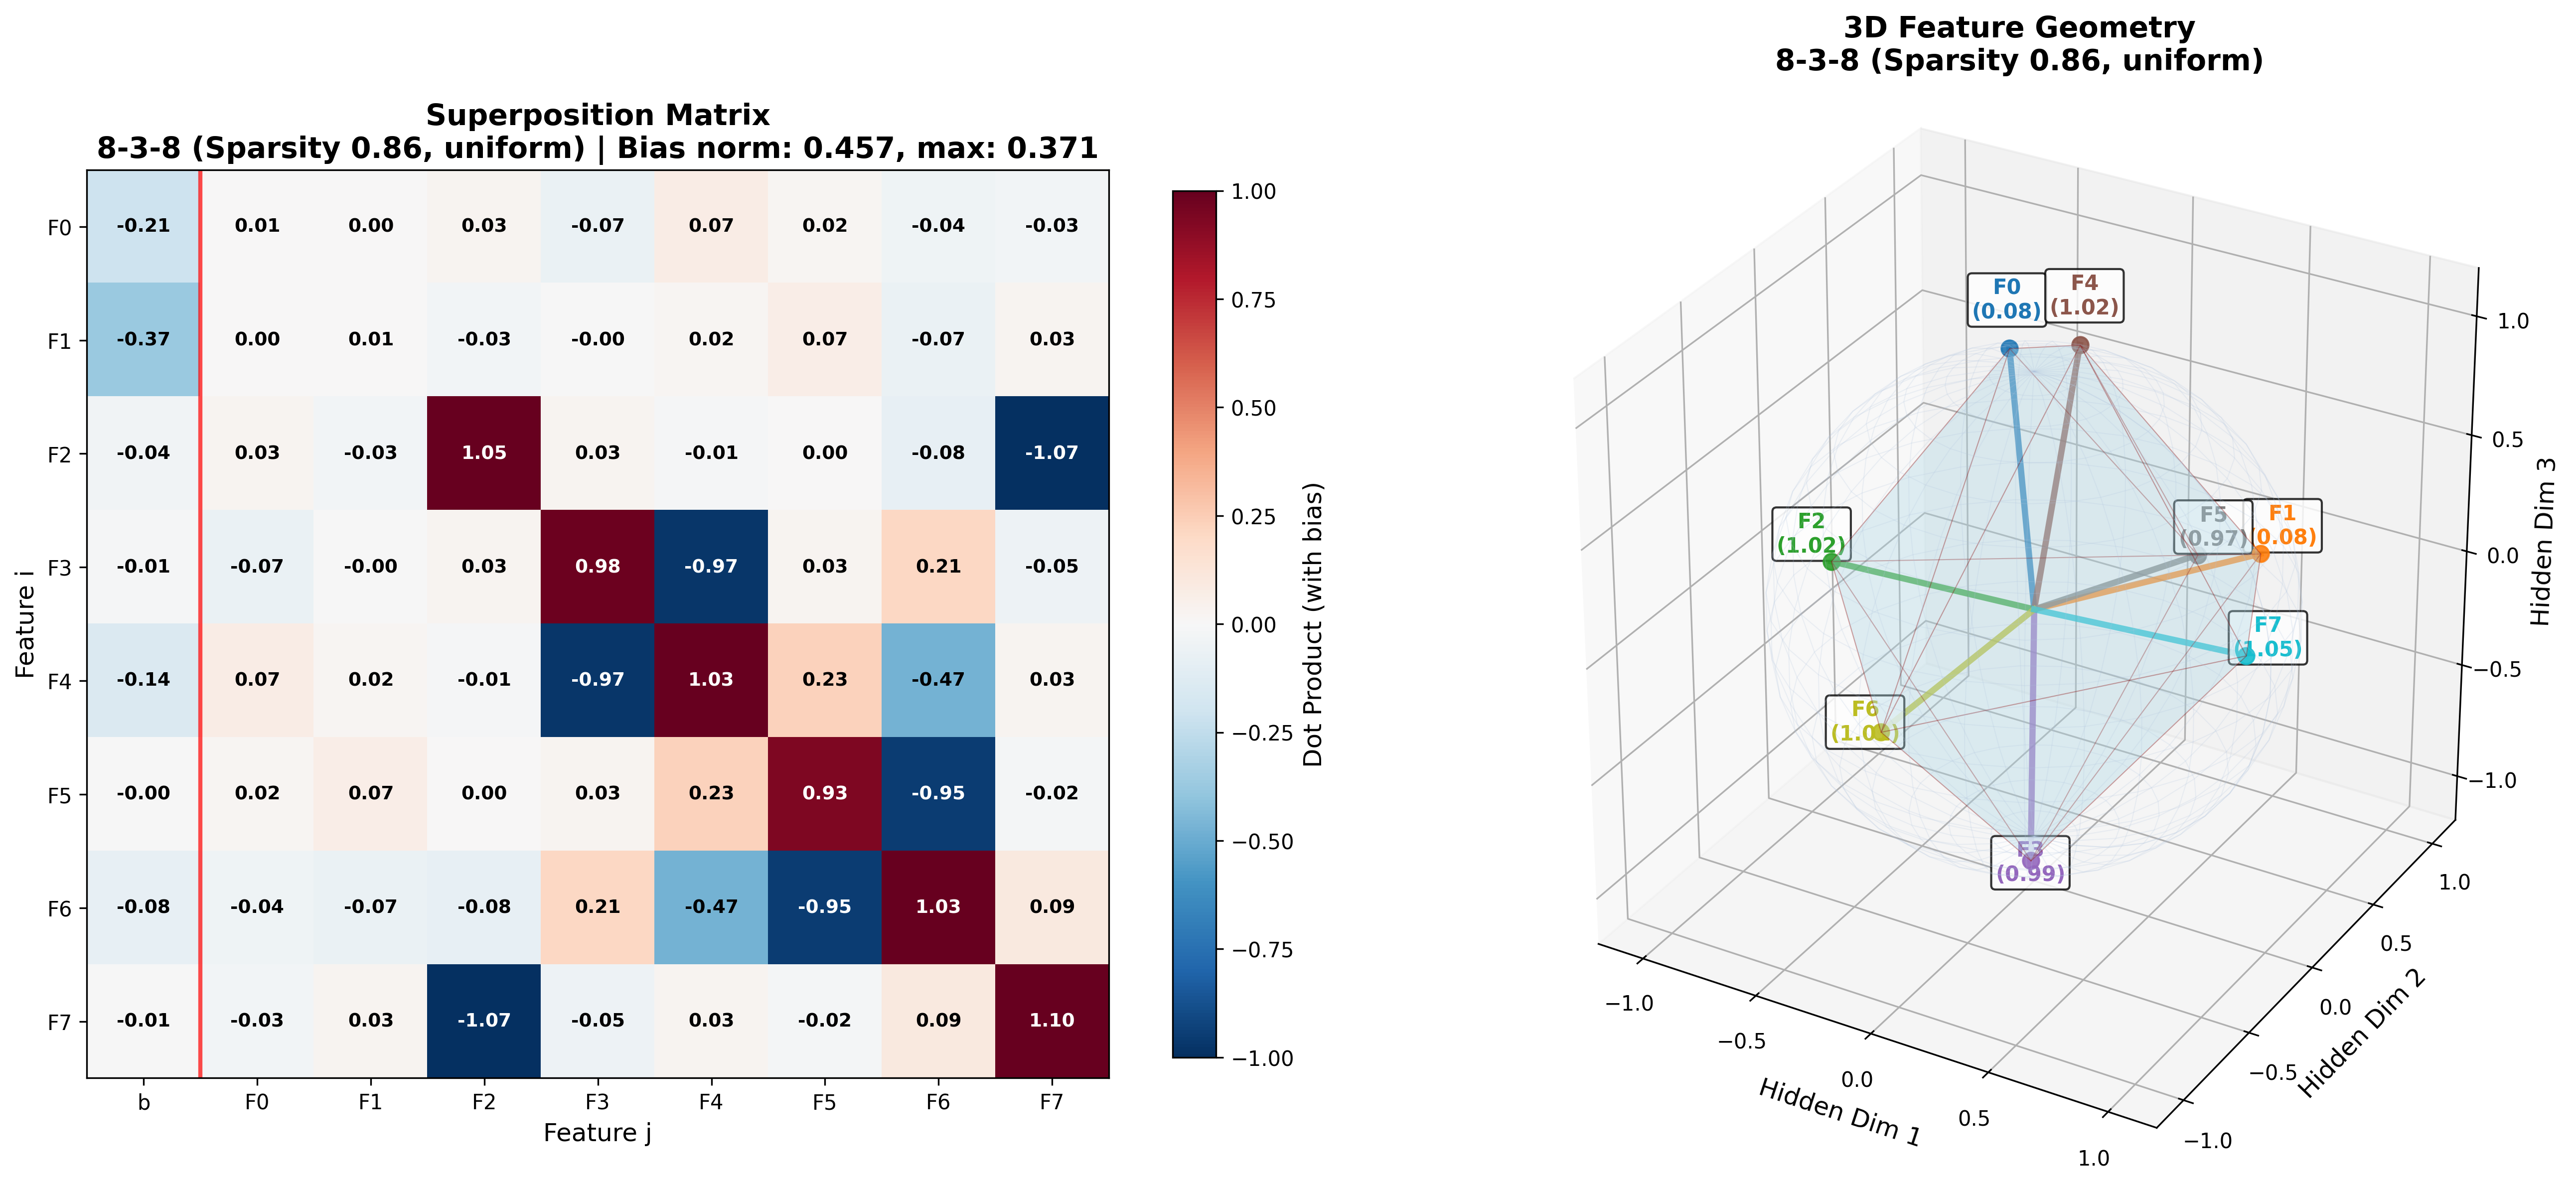 Superposition Matrix
8-3-8 (Sparsity 0.86, uniform) | Bias norm: 0.457, max: 0.371
F0 -0.21 0.01 0.00 0.03 -0.07 0.07 0.02 -0.04 -0.03
F1 -0.37 0.00 0.01 -0.03 -0.00 0.02 0.07 -0.07 0.03
F2 -0.04 0.03 -0.03 1.05 0.03 -0.01 0.00 -0.08 -1.07
F3 -0.01 -0.07 -0.00 0.03 0.98 -0.97 0.03 0.21 -0.05
F4 -0.14 0.07 0.02 -0.01 -0.97 1.03 0.23 -0.47 0.03
F5 -0.00 0.02 0.07 0.00 0.03 0.23 0.93 -0.95 -0.02
F6 -0.08 -0.04 -0.07 -0.08 0.21 -0.47 -0.95 1.03 0.09
F7 -0.01 -0.03 0.03 -1.07 -0.05 0.03 -0.02 0.09 1.10
b F0 F1 F2 F3 F4 F5 F6 F7
Feature j
Feature i
1.00
0.75
0.50
0.25
0.00
−0.25
−0.50
−0.75
−1.00
Dot Product (with bias)
3D Feature Geometry
8-3-8 (Sparsity 0.86, uniform)
F0
(0.08)
F4
(1.02)
F2
(1.02)
F5
(0.97)
F1
(0.08)
F7
(1.05)
F6
F3
(0.99)
1.0
0.5
0.0
−0.5
−1.0
Hidden Dim 3
1.0
0.5
0.0
−0.5
−1.0
Hidden Dim 2
−1.0
−0.5
0.0
0.5
1.0
Hidden Dim 1